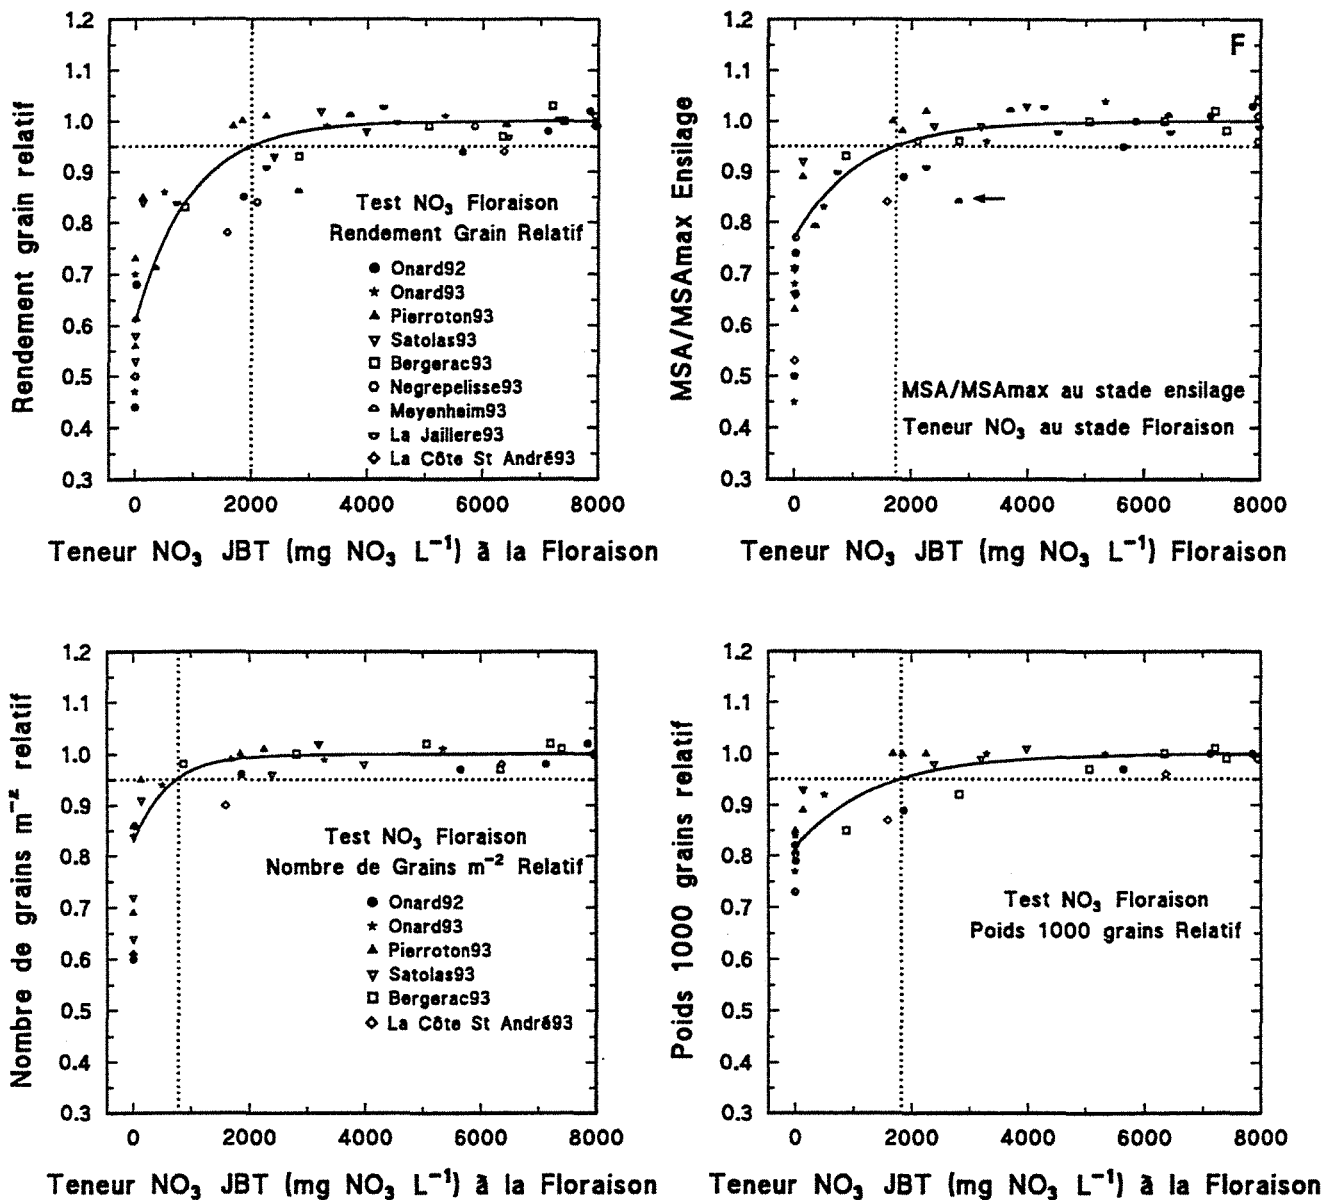 Rendement grain relatif
1.2
1.1
1.0
0.9
0.8
0.7
0.6
0.5
0.4
0.3
Test NO₃ Floraison
Rendement Grain Relatif
Onard92
Onard93
Pierroton93
Satolas93
Bergerac93
Negrepelisse93
Meyenheim93
La Jaillere93
La Côte St André93
0 2000 4000 6000 8000
Teneur NO₃ JBT (mg NO₃ L⁻¹) à la Floraison
MSA/MSAmax Ensilage
1.2
1.1
1.0
0.9
0.8
0.7
0.6
0.5
0.4
0.3
F
MSA/MSAmax au stade ensilage
Teneur NO₃ au stade Floraison
0 2000 4000 6000 8000
Teneur NO₃ JBT (mg NO₃ L⁻¹) Floraison
Nombre de grains m⁻² relatif
1.2
1.1
1.0
0.9
0.8
0.7
0.6
0.5
0.4
0.3
Test NO₃ Floraison
Nombre de Grains m⁻² Relatif
Onard92
Onard93
Pierroton93
Satolas93
Bergerac93
La Côte St André93
0 2000 4000 6000 8000
Teneur NO₃ JBT (mg NO₃ L⁻¹) à la Floraison
Poids 1000 grains relatif
1.2
1.1
1.0
0.9
0.8
0.7
0.6
0.5
0.4
0.3
Test NO₃ Floraison
Poids 1000 grains Relatif
0 2000 4000 6000 8000
Teneur NO₃ JBT (mg NO₃ L⁻¹) à la Floraison